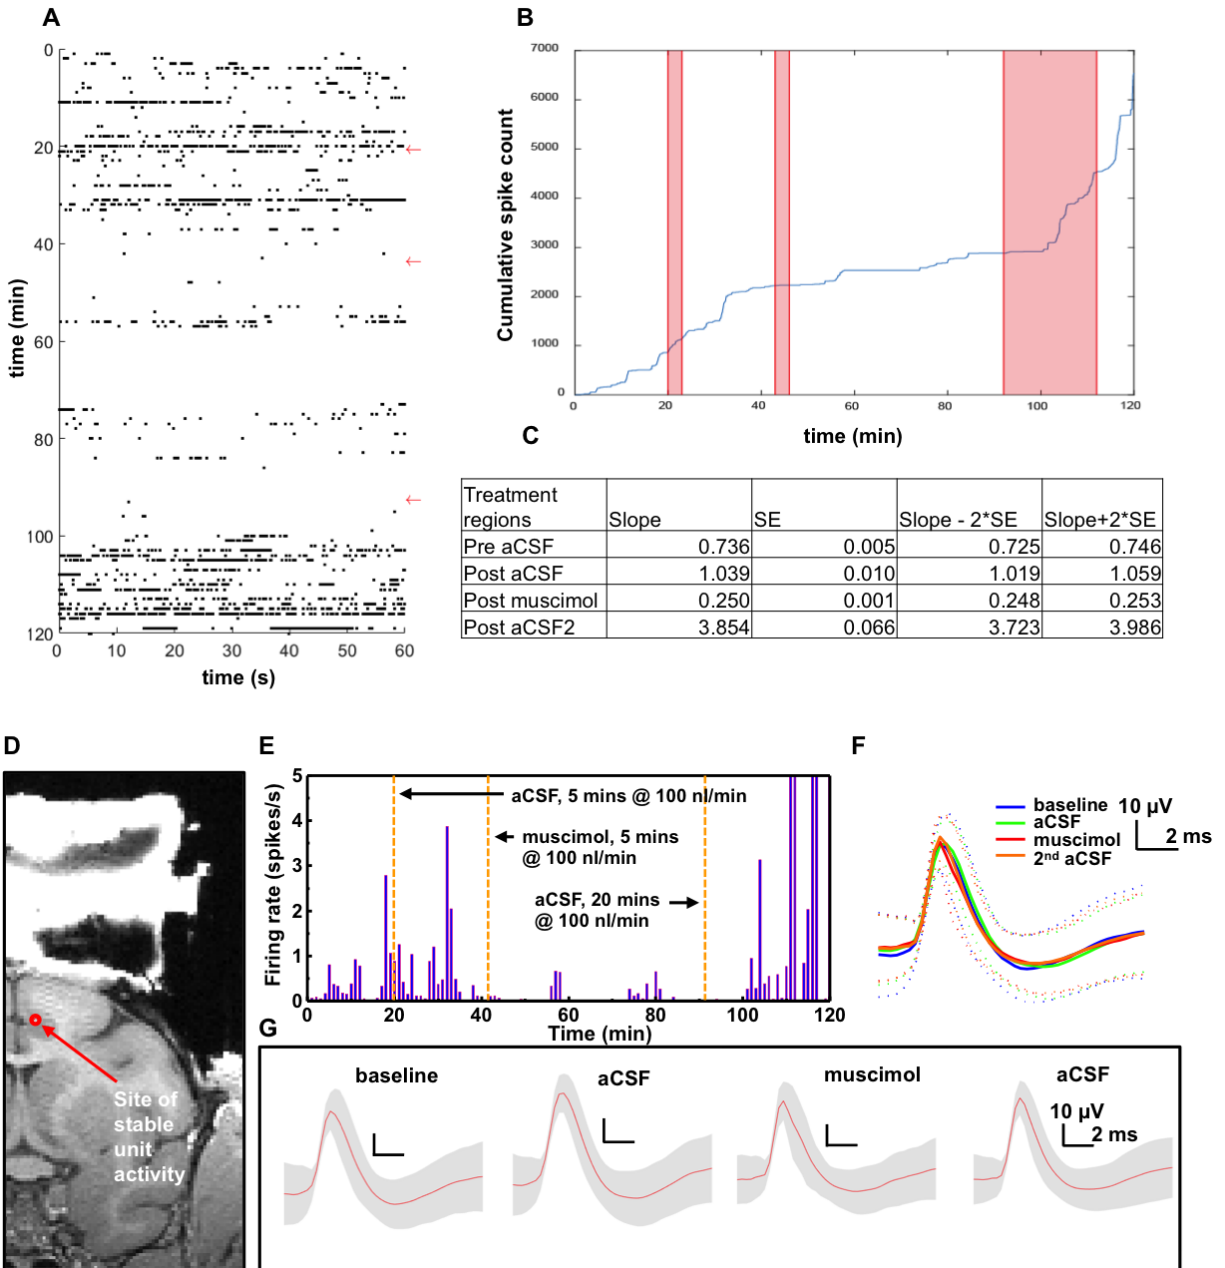 A
0
20
40
60
80
100
120
time (min)
←
←
←
0
10
20
30
40
50
60
time (s)
B
7000
6000
5000
4000
3000
2000
1000
0
Cumulative spike count
0
20
40
60
80
100
120
time (min)
C
Treatment regions Slope SE Slope - 2*SE Slope+2*SE
Pre aCSF 0.736 0.005 0.725 0.746
Post aCSF 1.039 0.010 1.019 1.059
Post muscimol 0.250 0.001 0.248 0.253
Post aCSF2 3.854 0.066 3.723 3.986
D
Site of
stable
unit
activity
E
5
4
3
2
1
0
Firing rate (spikes/s)
aCSF, 5 mins @ 100 nl/min
muscimol, 5 mins
@ 100 nl/min
aCSF, 20 mins
@ 100 nl/min
0
20
40
60
80
100
120
Time (min)
F
baseline
aCSF
muscimol
2nd aCSF
10 µV
2 ms
G
baseline
aCSF
muscimol
aCSF
10 µV
2 ms